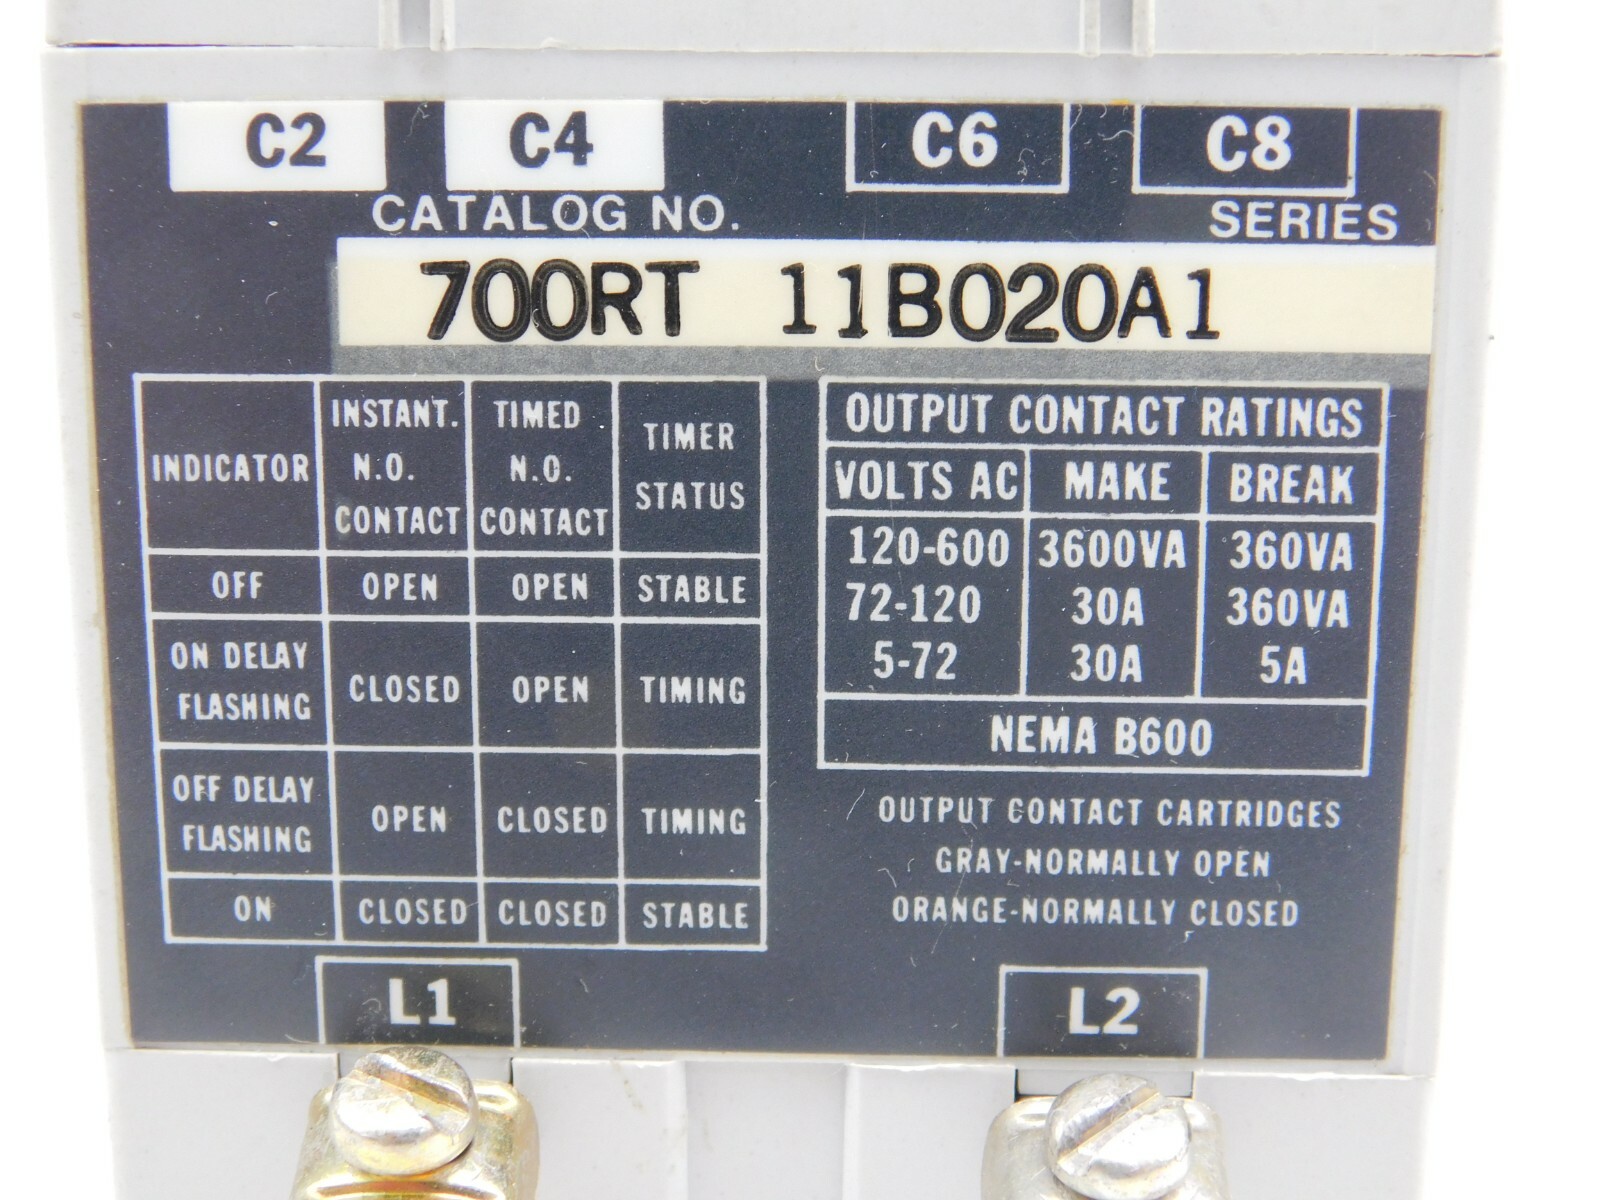 C2 C4 C6 C8
CATALOG NO. SERIES
700RT 11B020A1
INDICATOR
INSTANT.
N.O.
CONTACT
TIMED
N.O.
CONTACT
TIMER
STATUS
OFF OPEN OPEN STABLE
ON DELAY
FLASHING
CLOSED OPEN TIMING
OFF DELAY
FLASHING
OPEN CLOSED TIMING
ON CLOSED CLOSED STABLE
OUTPUT CONTACT RATINGS
VOLTS AC MAKE BREAK
120-600 3600VA 360VA
72-120 30A 360VA
5-72 30A 5A
NEMA B600
OUTPUT CONTACT CARTRIDGES
GRAY-NORMALLY OPEN
ORANGE-NORMALLY CLOSED
L1 L2